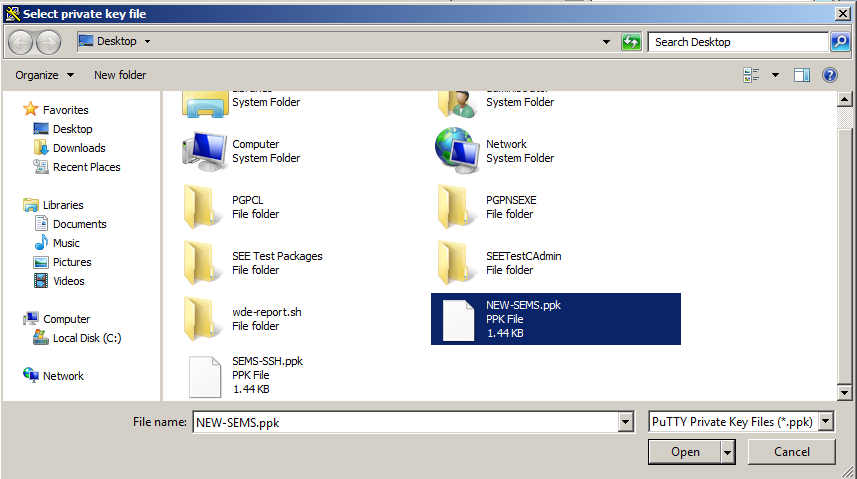 Select private key file
Desktop
Search Desktop
Organize
New folder
Favorites
Desktop
Downloads
Recent Places
Libraries
Documents
Music
Pictures
Videos
Computer
Local Disk (C:)
Network
Libraries
System Folder
administrator
System Folder
Computer
System Folder
Network
System Folder
PGPCL
File folder
PGPNSEXE
File folder
SEE Test Packages
File folder
SEETestCAdmin
File folder
wde-report.sh
File folder
NEW-SEMS.ppk
PPK File
1.44 KB
SEMS-SSH.ppk
PPK File
1.44 KB
File name:
NEW-SEMS.ppk
PuTTY Private Key Files (*.ppk)
Open
Cancel